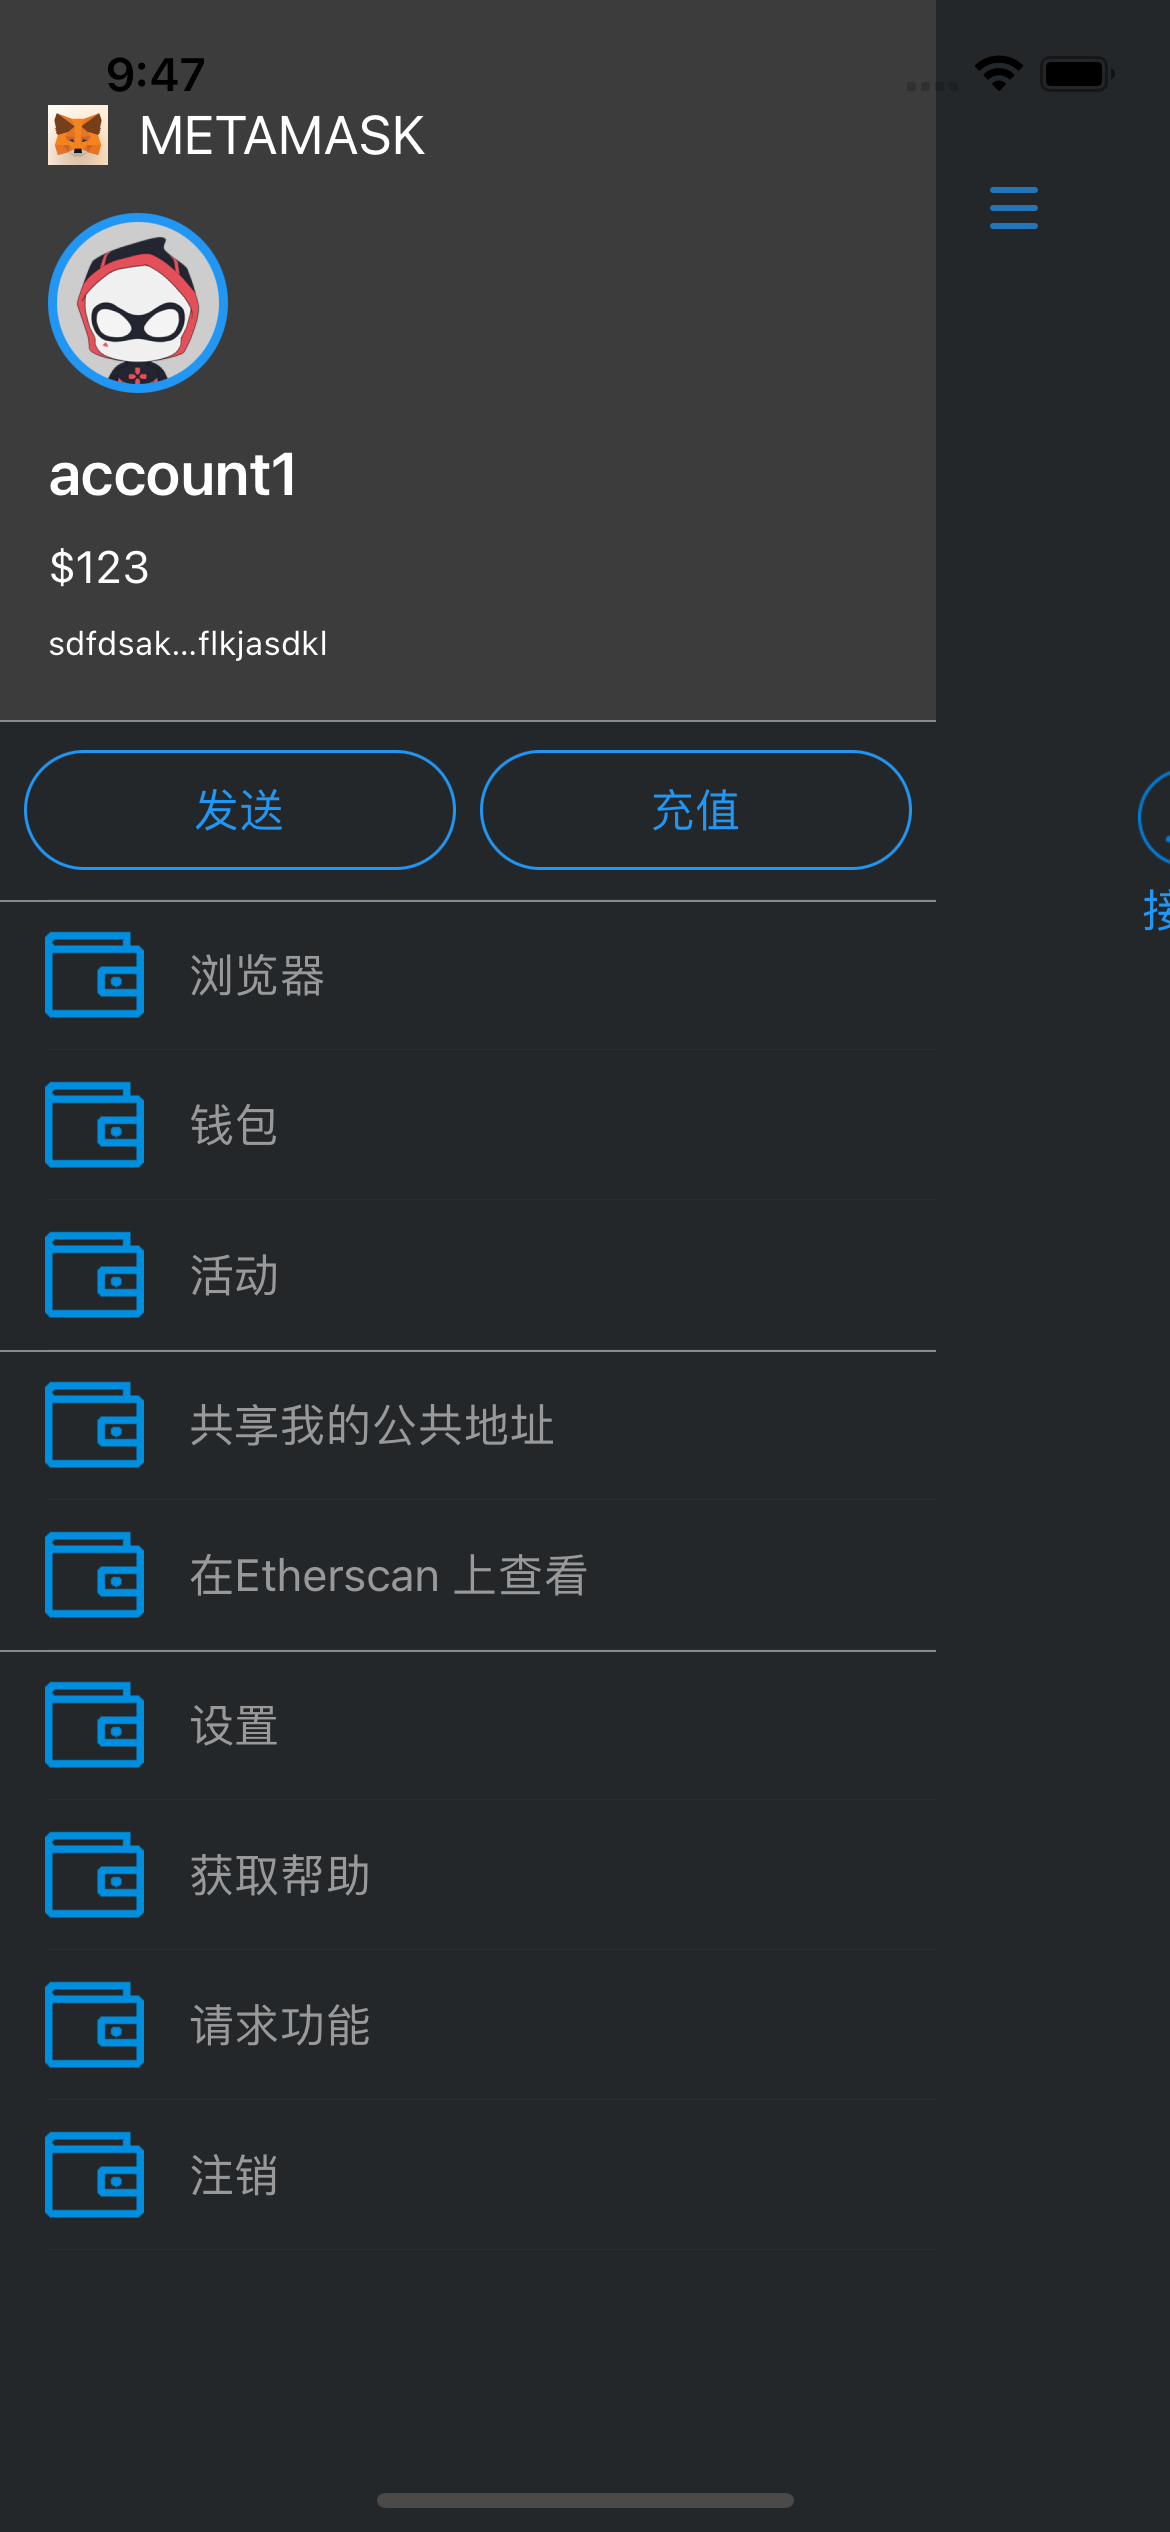 9:47
METAMASK
account1
$123
sdfdsak...flkjasdkl
发送
充值
接
浏览器
钱包
活动
共享我的公共地址
在Etherscan 上查看
设置
获取帮助
请求功能
注销